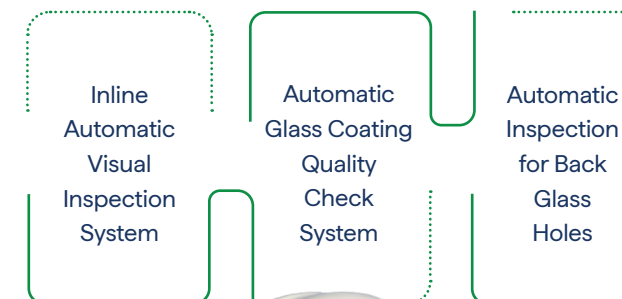 Inline
Automatic
Visual
Inspection
System
Automatic
Glass Coating
Quality
Check
System
Automatic
Inspection
for Back
Glass
Holes